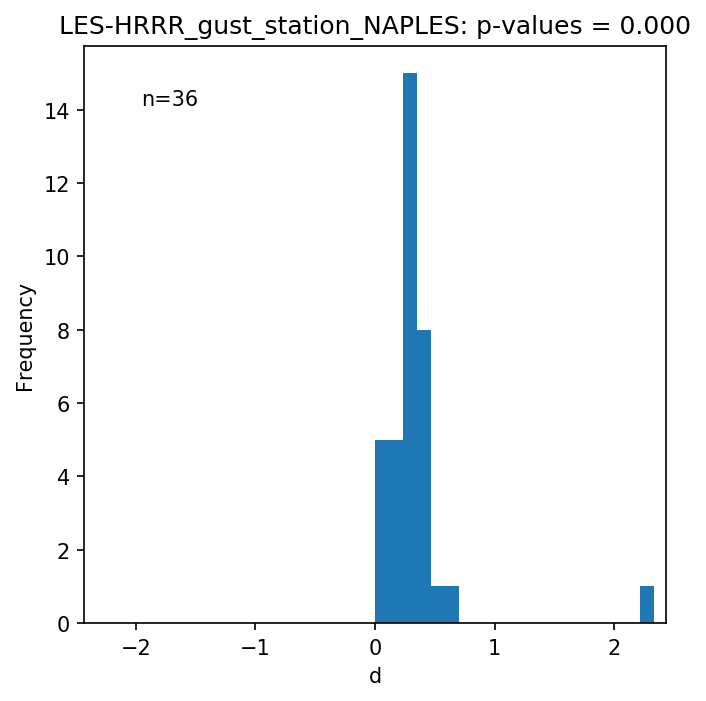 LES-HRRR_gust_station_NAPLES: p-values = 0.000
n=36
14
12
10
8
6
4
2
0
Frequency
−2 −1 0 1 2
d